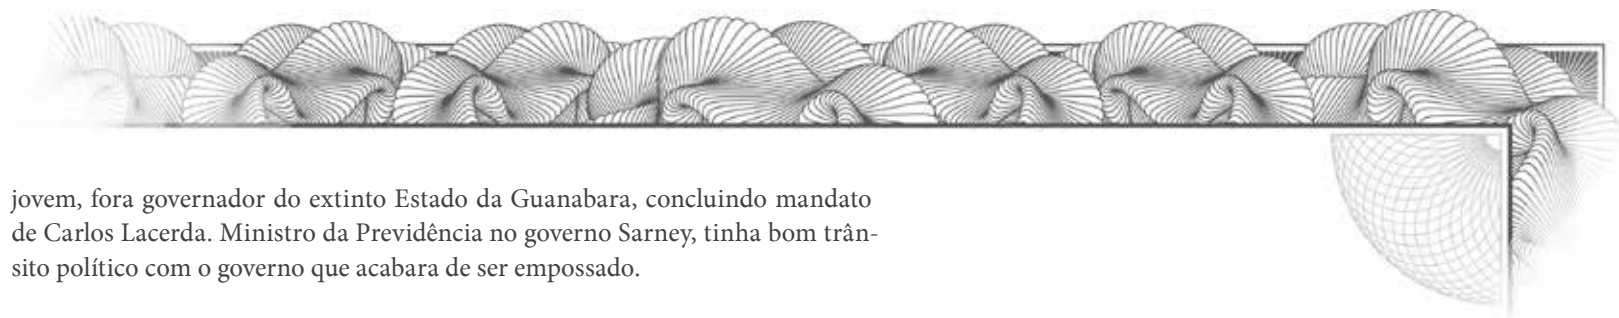 jovem, fora governador do extinto Estado da Guanabara, concluindo mandato
de Carlos Lacerda. Ministro da Previdência no governo Sarney, tinha bom trân-
sito político com o governo que acabara de ser empossado.